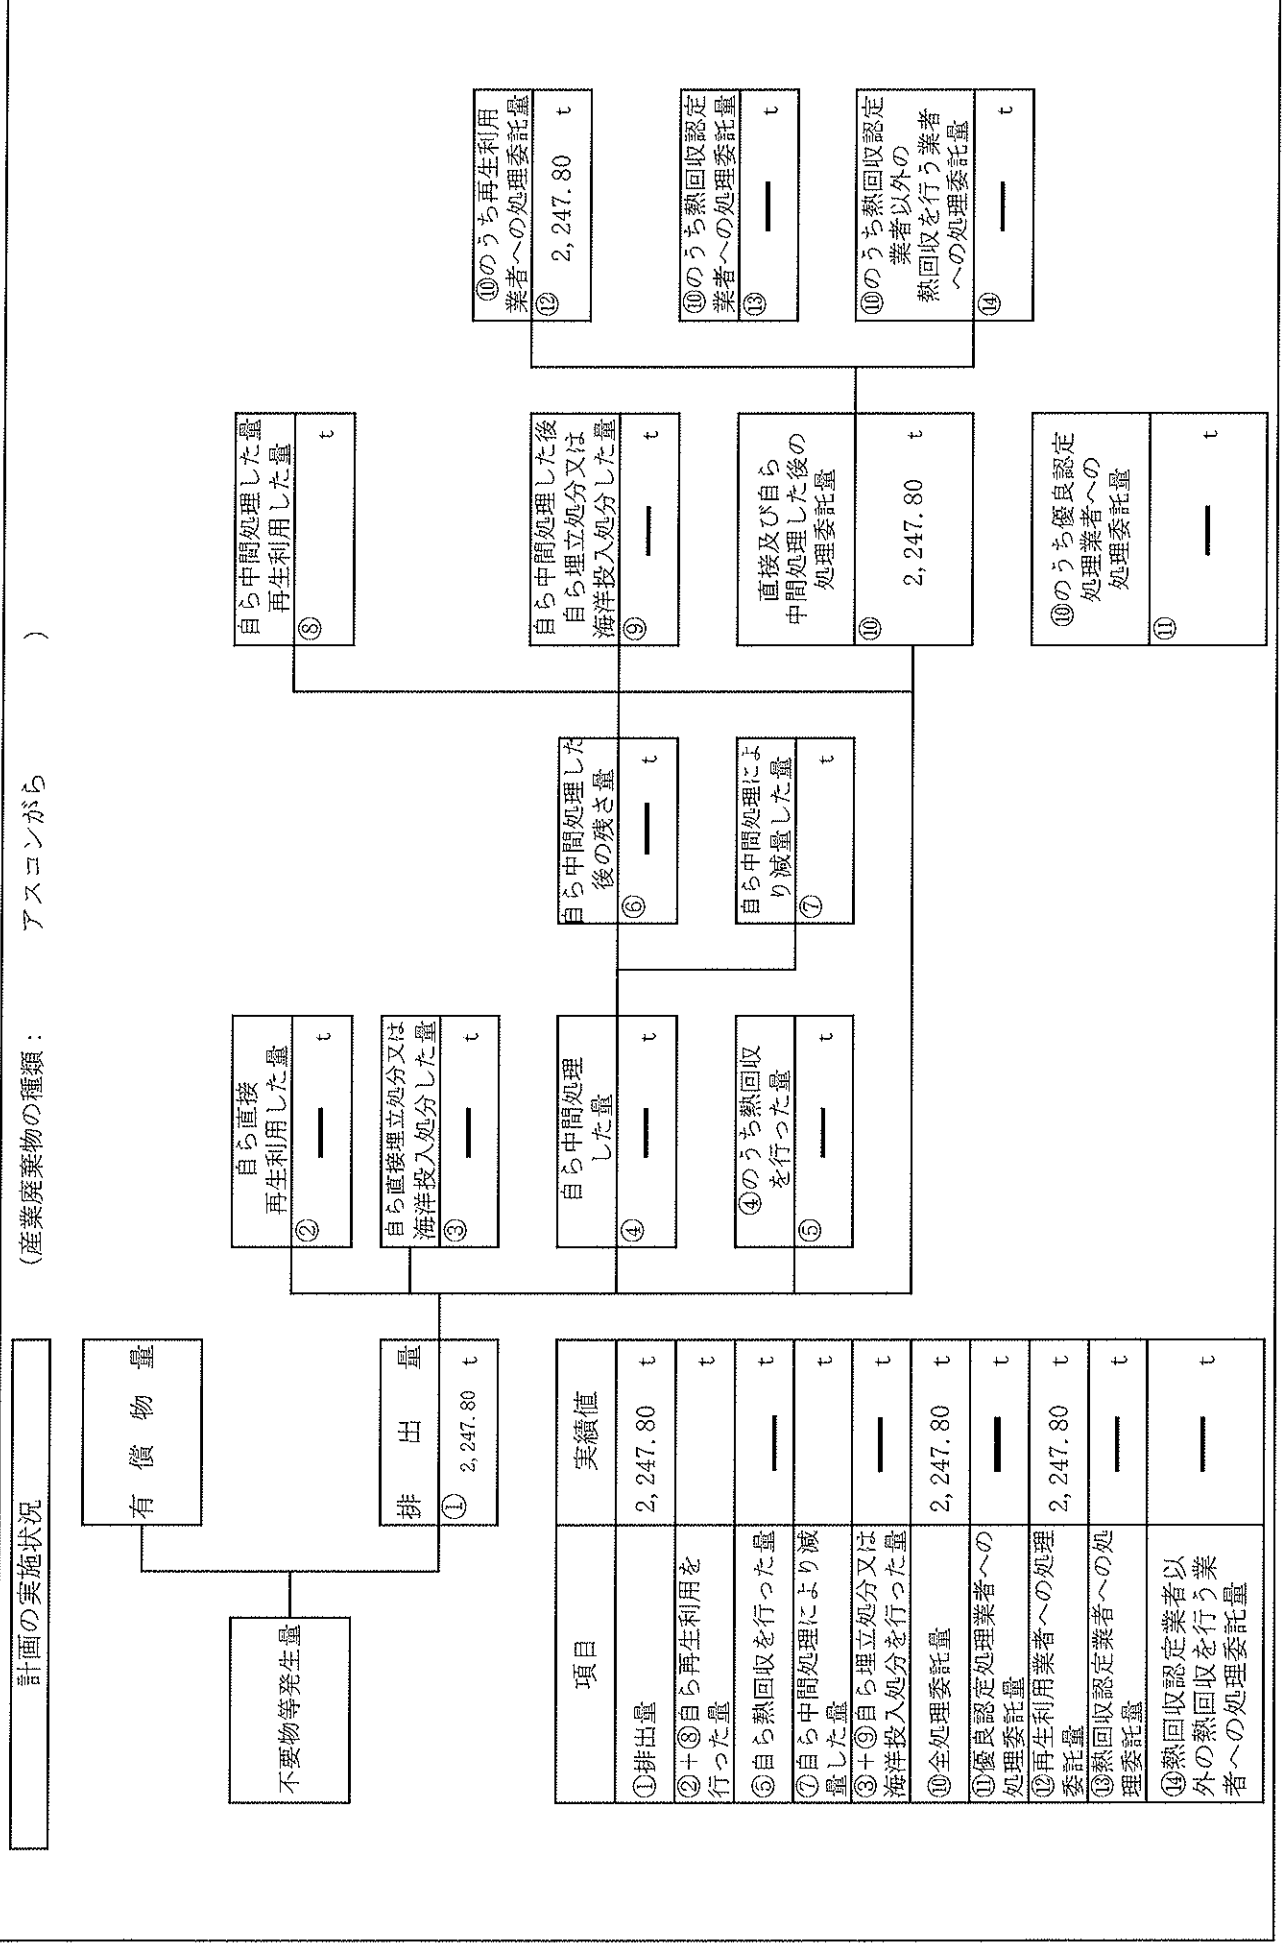 計画の実施状況
(産業廃棄物の種類： アスコンがら )
不要物等発生量
有 償 物 量
排 出 量
① 2,247.80 t
自ら直接
再生利用した量
② ━ t
自ら直接埋立処分又は
海洋投入処分した量
③ ━ t
自ら中間処理
した量
④ ━ t
④のうち熱回収
を行った量
⑤ ━ t
自ら中間処理した
後の残さ量
⑥ ━ t
自ら中間処理によ
り減量した量
⑦ t
自ら中間処理した量
再生利用した量
⑧ t
自ら中間処理した後
自ら埋立処分又は
海洋投入処分した量
⑨ ━ t
直接及び自ら
中間処理した後の
処理委託量
⑩ 2,247.80 t
⑩のうち優良認定
処理業者への
処理委託量
⑪ ━ t
⑩のうち再生利用
業者への処理委託量
⑫ 2,247.80 t
⑩のうち熱回収認定
業者への処理委託量
⑬ ━ t
⑩のうち熱回収認定
業者以外の
熱回収を行う業者
への処理委託量
⑭ ━ t
項目 実績値
①排出量 2,247.80 t
②＋⑧自ら再生利用を
行った量 t
⑤自ら熱回収を行った量 ━ t
⑦自ら中間処理により減
量した量 t
③＋⑨自ら埋立処分又は
海洋投入処分を行った量 ━ t
⑩全処理委託量 2,247.80 t
⑪優良認定処理業者への
処理委託量 ━ t
⑫再生利用業者への処理
委託量 2,247.80 t
⑬熱回収認定業者への処
理委託量 ━ t
⑭熱回収認定業者以
外の熱回収を行う業
者への処理委託量 ━ t